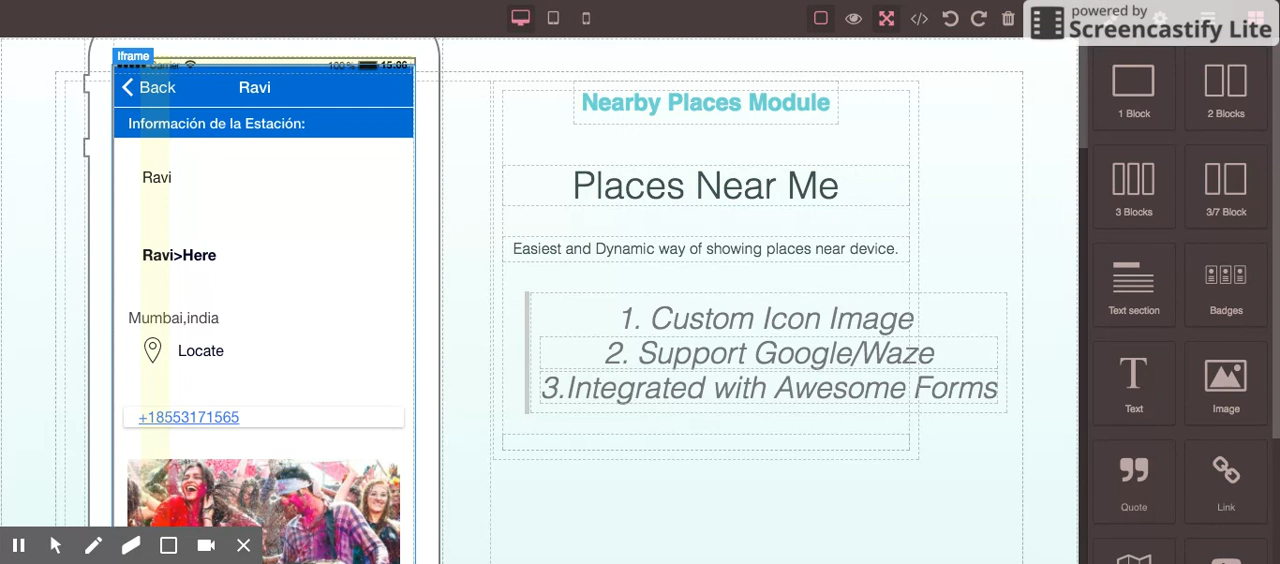 powered by
Screencastify Lite
Iframe
Carrier
100%
15:06
Back
Ravi
Información de la Estación:
Ravi
Ravi>Here
Mumbai,india
Locate
+18553171565
Nearby Places Module
Places Near Me
Easiest and Dynamic way of showing places near device.
1. Custom Icon Image
2. Support Google/Waze
3.Integrated with Awesome Forms
1 Block
2 Blocks
3 Blocks
3/7 Block
Text section
Badges
Text
Image
Quote
Link